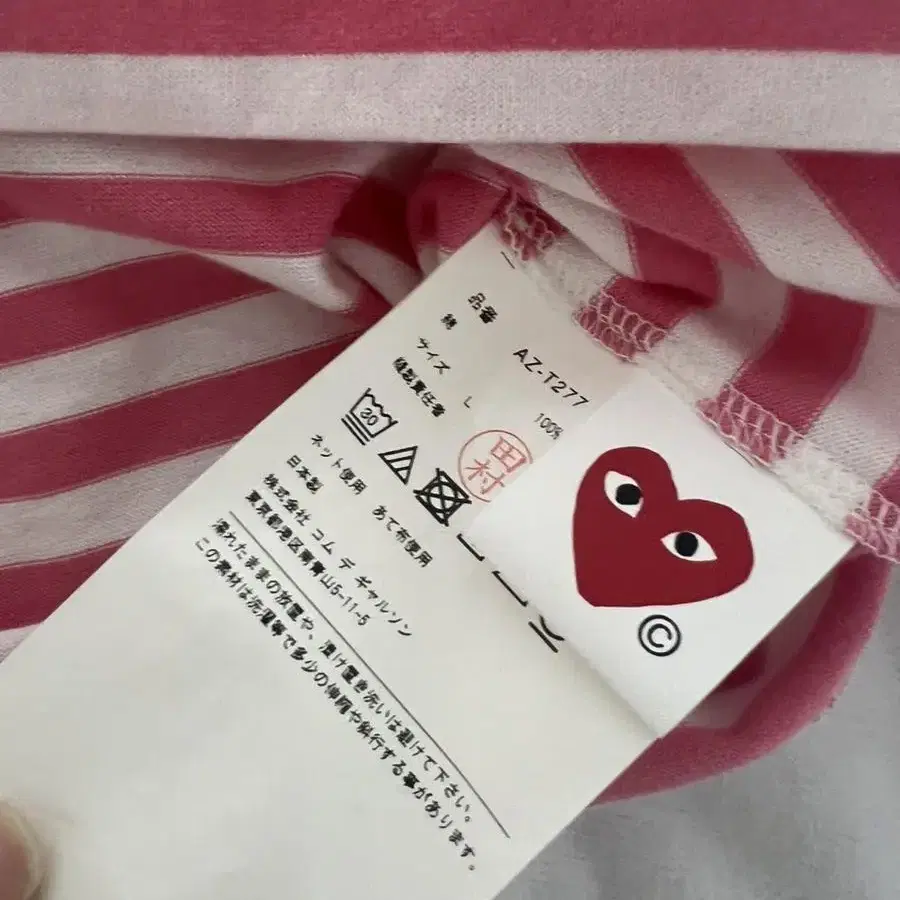 品番 AZ-T277
綿 100%
サイズ L
縫製責任者 田村
30
ネット使用 あて布使用
日本製
株式会社 コム デ ギャルソン
東京都港区南青山5-11-5
濡れたままの放置や、漬け置き洗いは避けて下さい。
この素材は洗濯等で多少の伸縮や斜行する事があります。
©